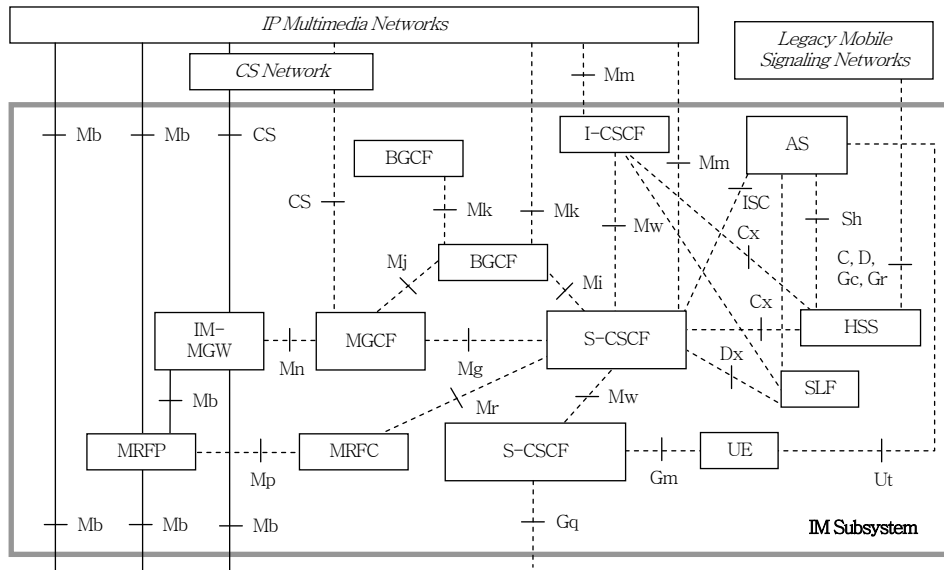 IP Multimedia Networks
Legacy Mobile
Signaling Networks
CS Network
Mm
Mb
Mb
CS
I-CSCF
AS
BGCF
Mm
ISC
CS
Mk
Mk
Mw
Sh
Cx
C, D,
Gc, Gr
Mj
BGCF
Mi
Cx
IM-
MGW
MGCF
S-CSCF
HSS
Mn
Mg
Dx
SLF
Mb
Mr
Mw
MRFP
MRFC
S-CSCF
UE
Mp
Gm
Ut
Mb
Mb
Mb
Gq
IM Subsystem